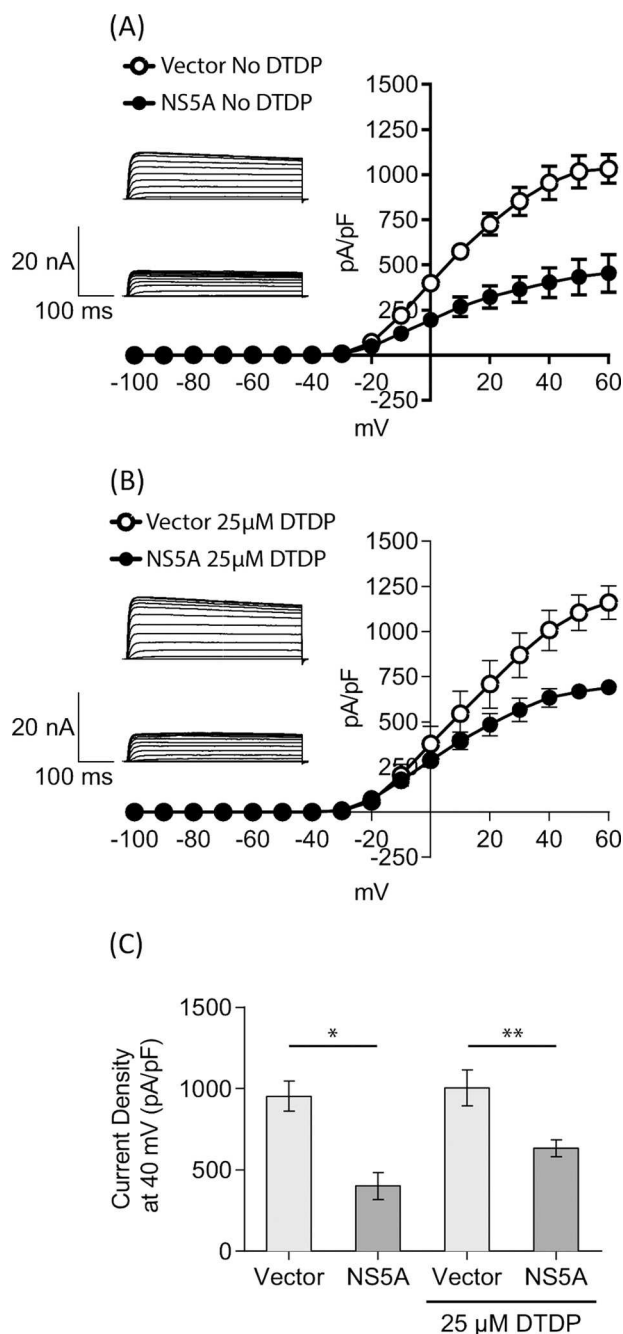 (A)
Vector No DTDP
NS5A No DTDP
1500
1250
1000
750
500
250
-250
pA/pF
20 nA
100 ms
-100 -80 -60 -40 -20 20 40 60
mV
(B)
Vector 25µM DTDP
NS5A 25µM DTDP
1500
1250
1000
750
500
250
-250
pA/pF
20 nA
100 ms
-100 -80 -60 -40 -20 20 40 60
mV
(C)
Current Density
at 40 mV (pA/pF)
1500
1000
500
0
* **
Vector NS5A Vector NS5A
25 µM DTDP